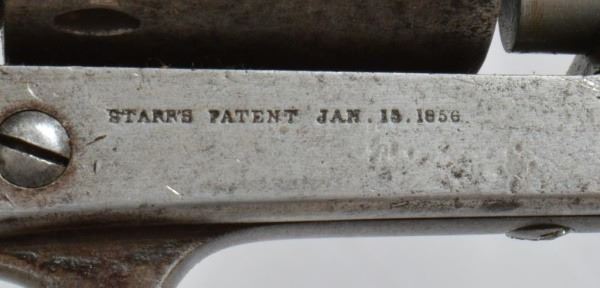 STARR'S PATENT JAN. 15. 1856